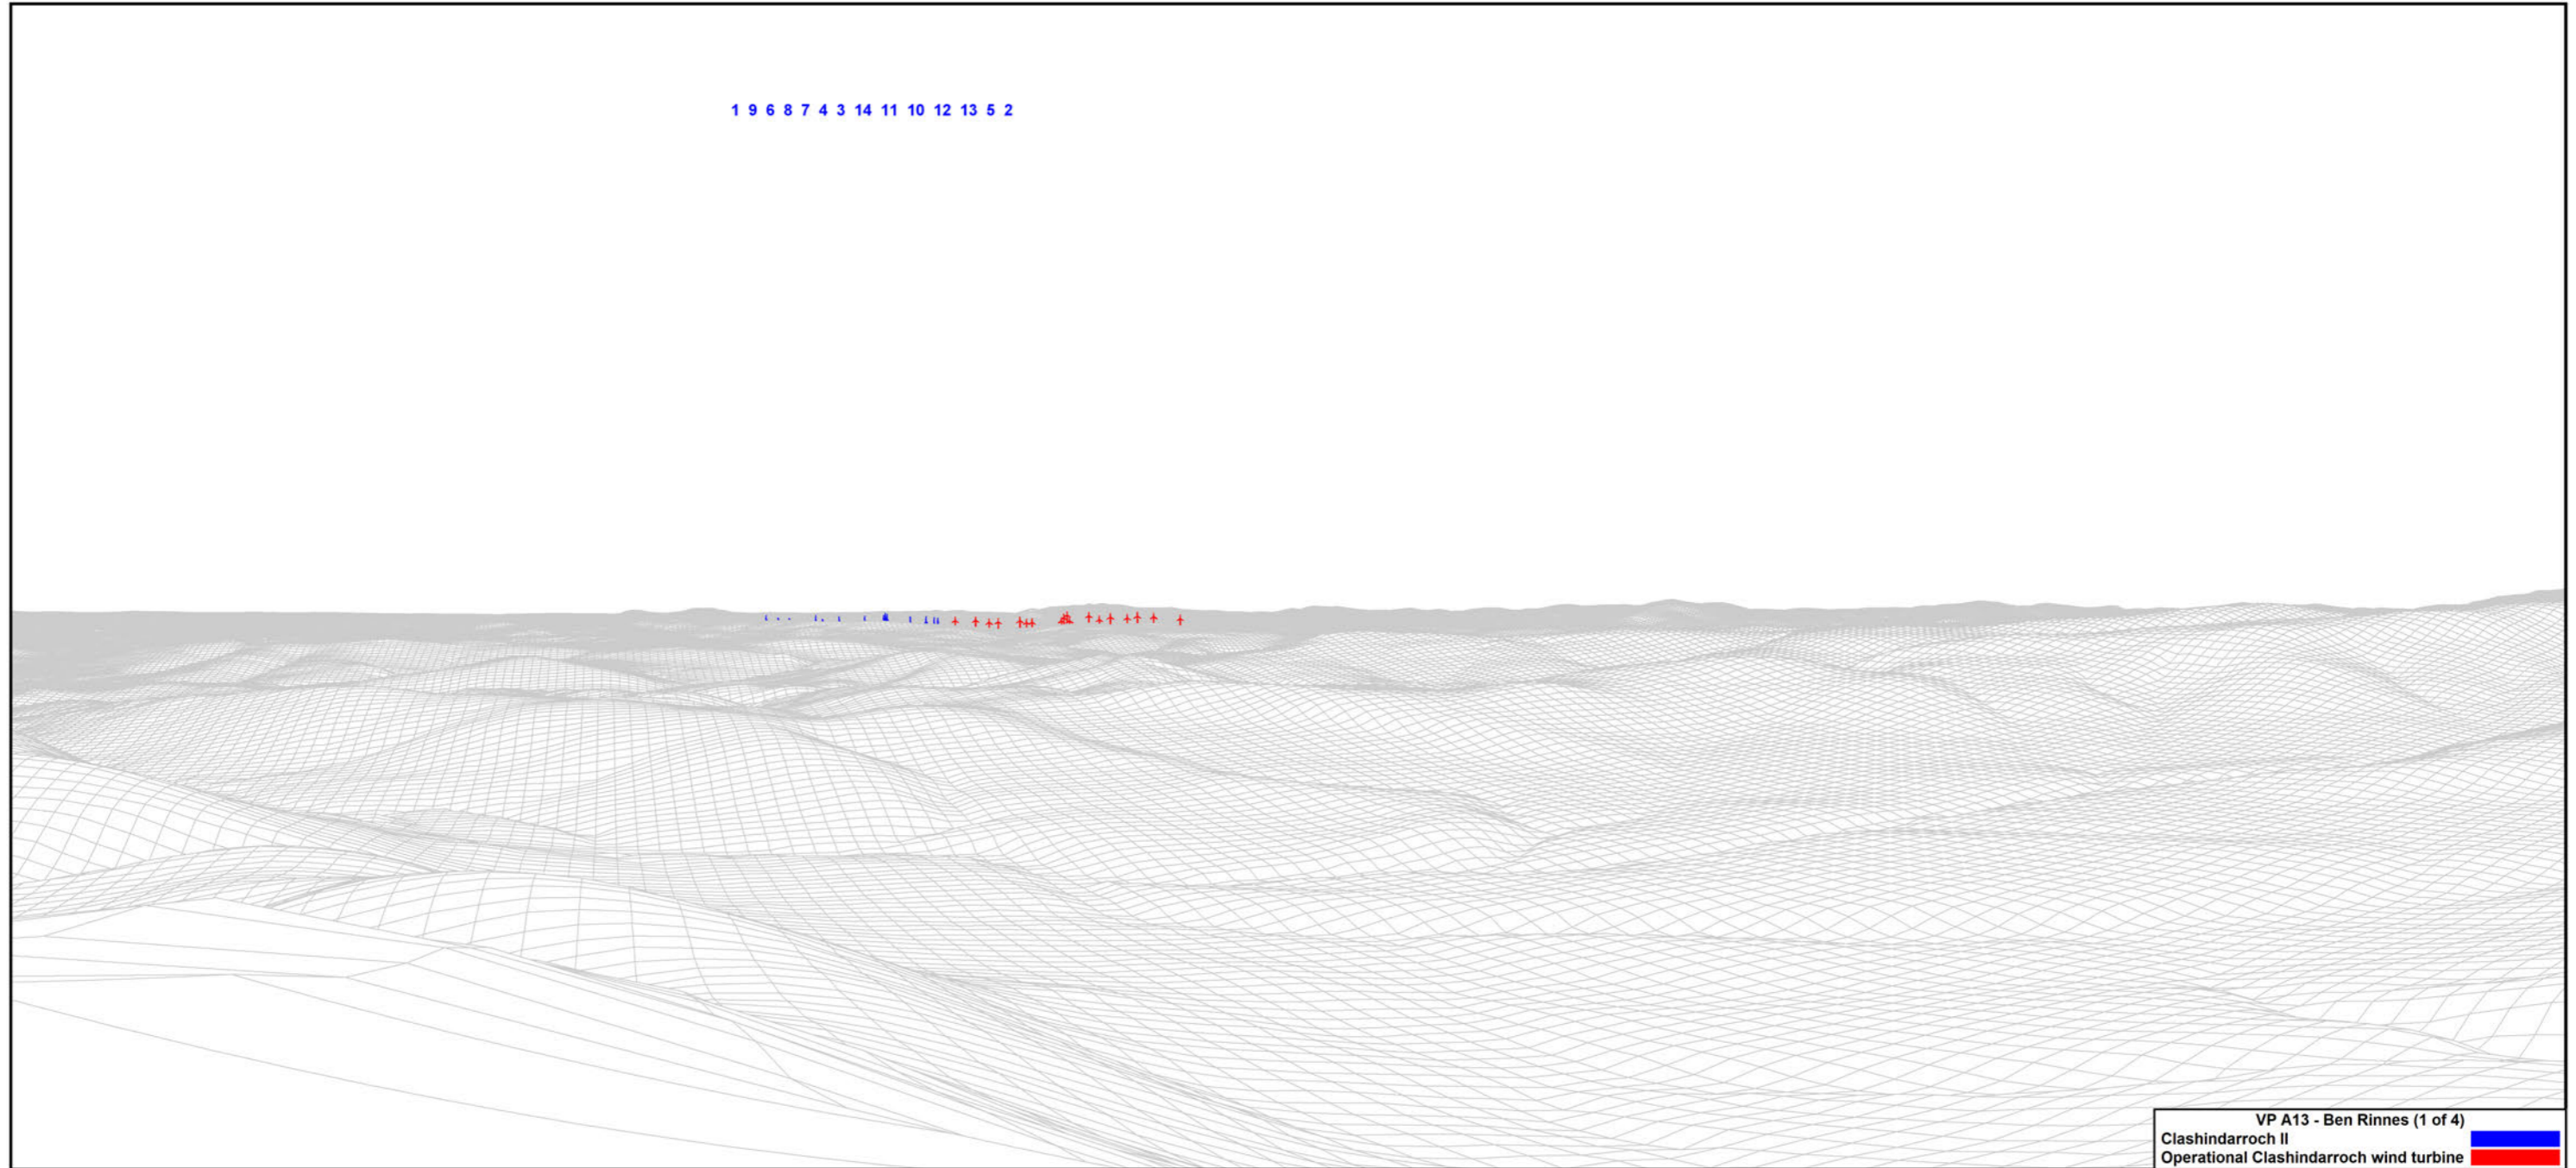 1 9 6 8 7 4 3 14 11 10 12 13 5 2
VP A13 - Ben Rinnes (1 of 4)
Clashindarroch II
Operational Clashindarroch wind turbine